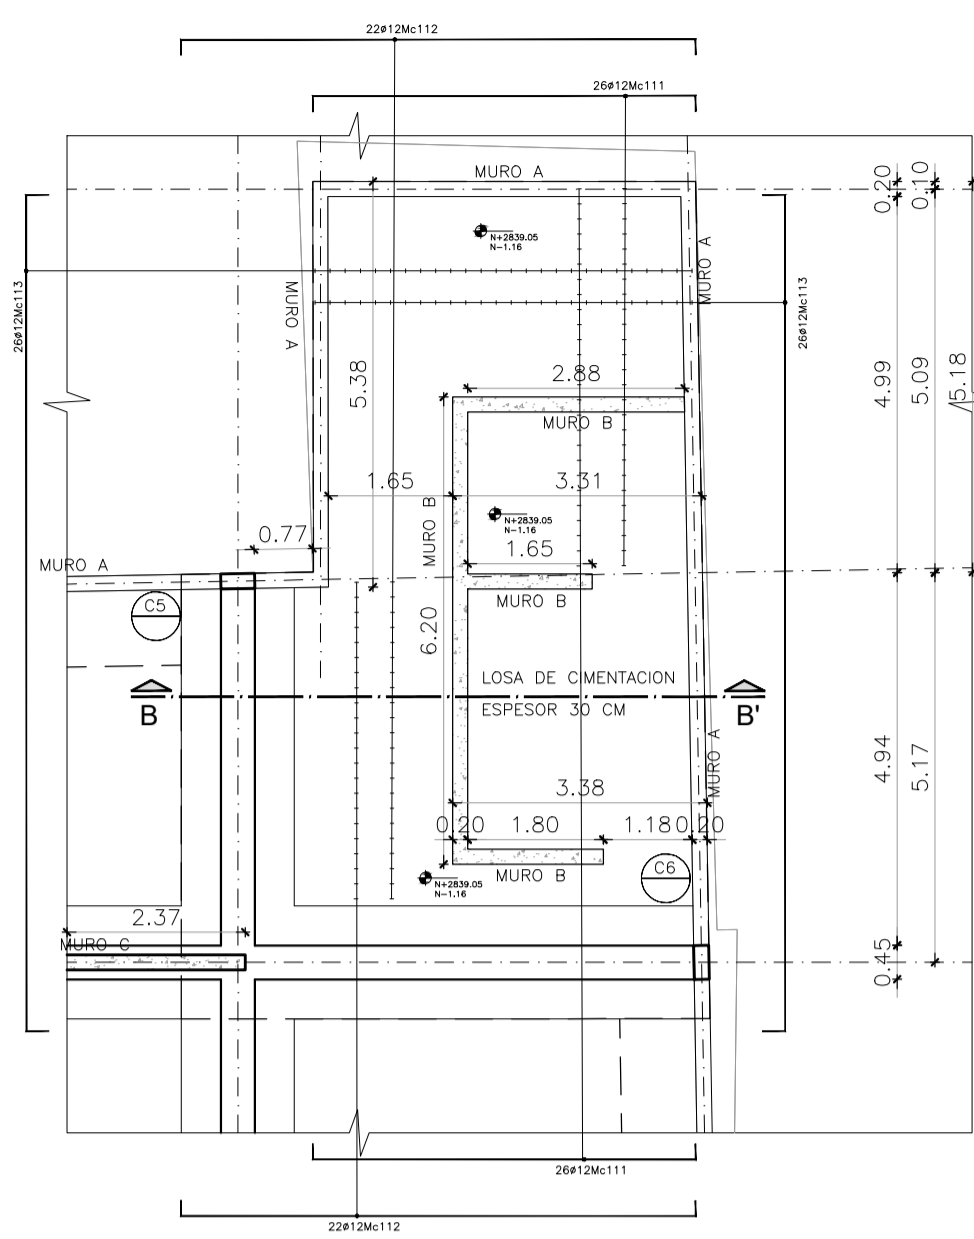 22ø12Mc112
26ø12Mc111
MURO A
0.20
0.10
N+2839.05
N-1.16
MURO A
26ø12Mc113
MURO A
26ø12Mc113
5.38
2.88
4.99
5.09
5.18
MURO B
1.65
3.31
MURO B
N+2839.05
N-1.16
0.77
1.65
MURO A
C5
MURO B
6.20
LOSA DE CIMENTACION
ESPESOR 30 CM
B
B'
MURO A
4.94
5.17
3.38
0.20
1.80
1.18
0.20
MURO B
C6
N+2839.05
N-1.16
2.37
MURO C
0.45
26ø12Mc111
22ø12Mc112